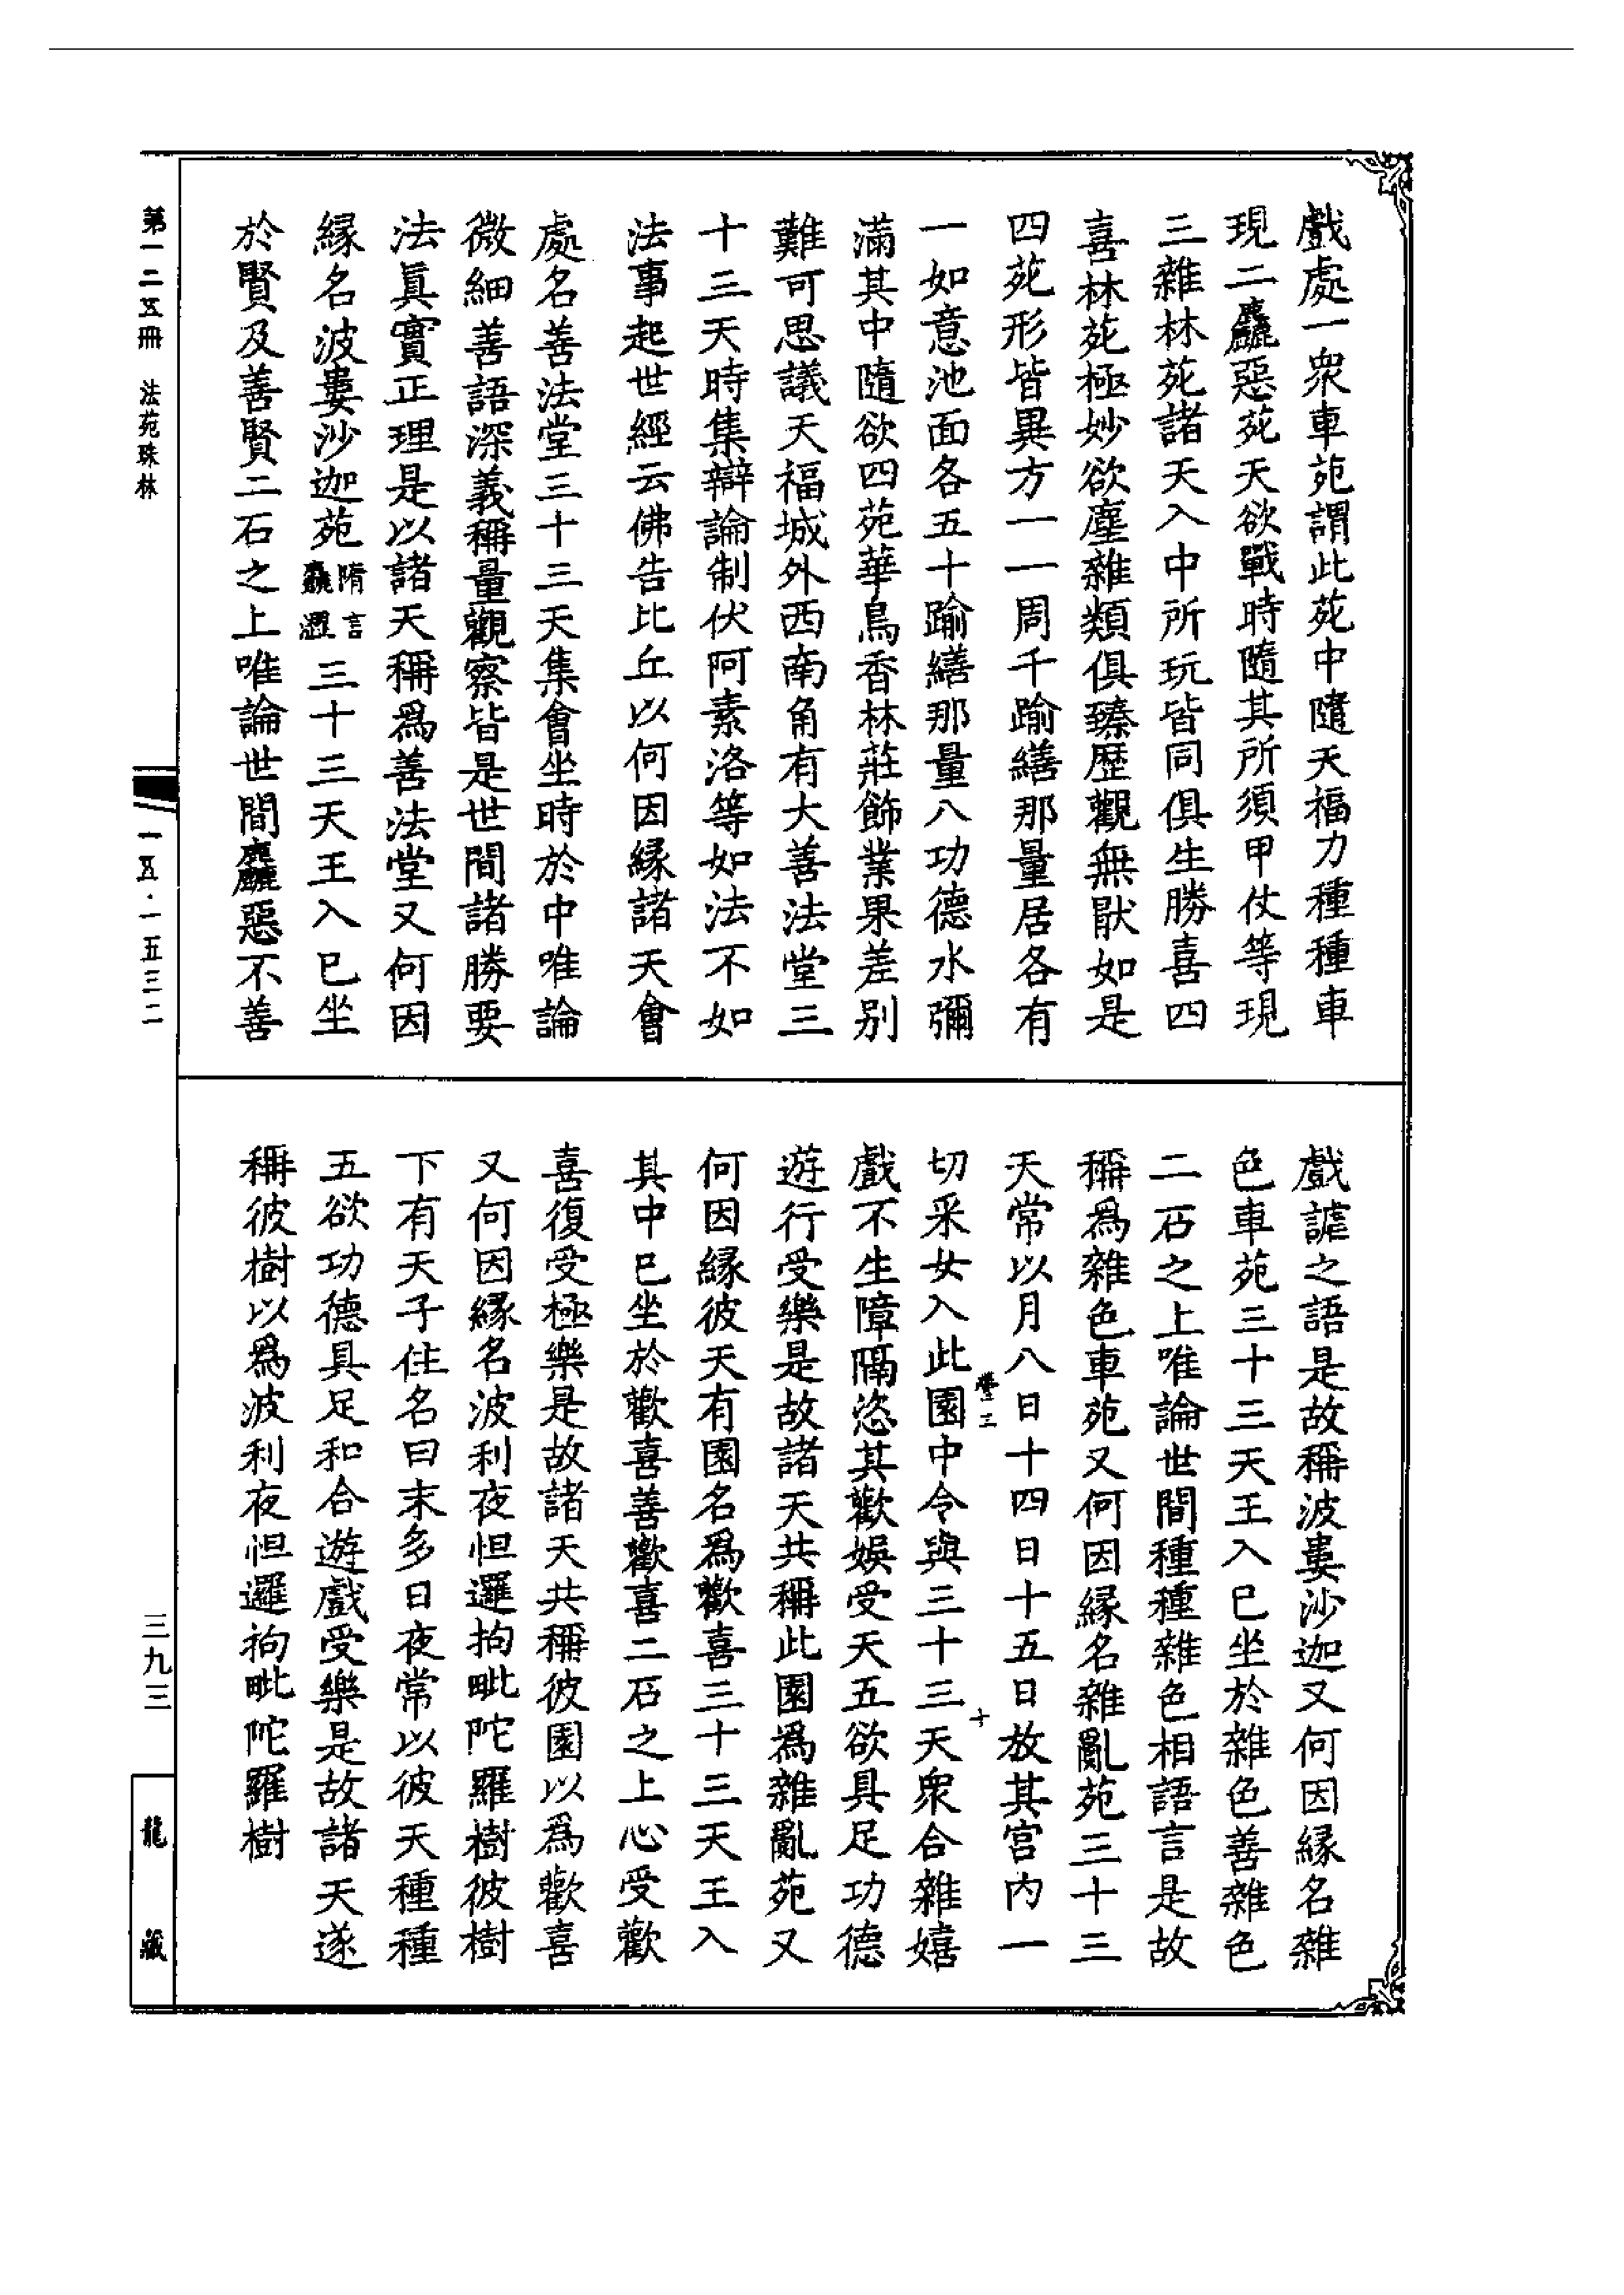 戲處一衆車苑謂此苑中隨天福力種種車
現二麤惡苑天欲戰時隨其所須甲仗等現
三雜林苑諸天入中所玩皆同俱生勝喜四
喜林苑極妙欲塵雜類俱臻歷觀無猒如是
四苑形皆異方一一周千踰繕那量居各有
一如意池面各五十踰繕那量八功德水彌
滿其中隨欲四苑華鳥香林莊飾業果差别
難可思議天福城外西南角有大善法堂三
十三天時集辯論制伏阿素洛等如法不如
法事起世經云佛告比丘以何因緣諸天會
處名善法堂三十三天集會坐時於中唯論
微細善語深義稱量觀察皆是世間諸勝要
法眞實正理是以諸天稱爲善法堂又何因
緣名波婁沙迦苑隋言麤澀三十三天王入巳坐
於賢及善賢二石之上唯論世間麤惡不善
戲謔之語是故稱波婁沙迦又何因緣名雜
色車苑三十三天王入巳坐於雜色善雜色
二石之上唯論世間種種雜色相語言是故
稱爲雜色車苑又何因緣名雜亂苑三十三
天常以月八日十四日十五日放其宫内一
切采女入此園中令與三十三天衆合雜嬉
戲不生障隔恣其歡娛受天五欲具足功德
遊行受樂是故諸天共稱此園爲雜亂苑又
何因緣彼天有園名爲歡喜三十三天王入
其中巳坐於歡喜善歡喜二石之上心受歡
喜復受極樂是故諸天共稱彼園以爲歡喜
又何因緣名波利夜怛邏拘毗陀羅樹彼樹
下有天子住名曰末多日夜常以彼天種種
五欲功德具足和合遊戲受樂是故諸天遂
稱彼樹以爲波利夜怛邏拘毗陀羅樹
第一二五冊 法苑珠林
一五·一五三二
三九三
龍藏